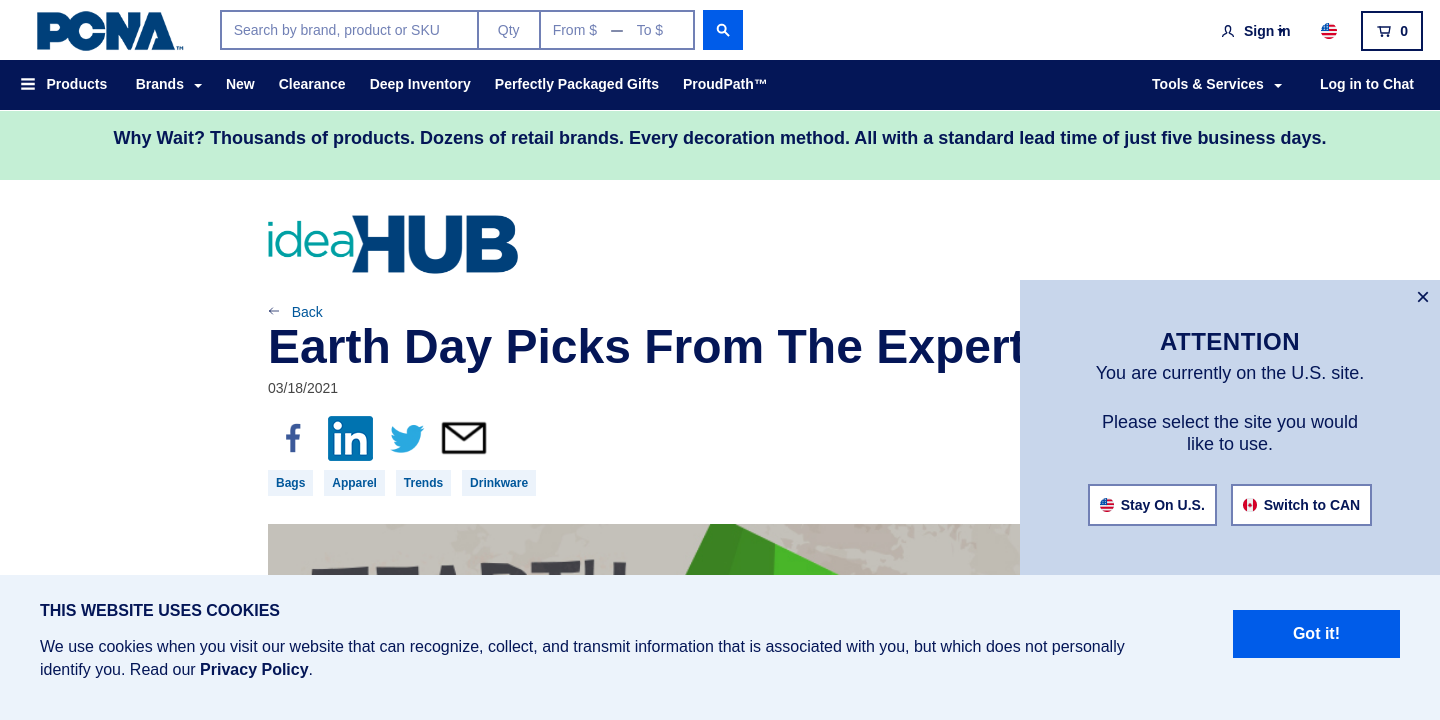 PCNA™
Search by brand, product or SKU
Qty
From $ — To $
Sign in
0
Products
Brands
New
Clearance
Deep Inventory
Perfectly Packaged Gifts
ProudPath™
Tools & Services
Log in to Chat
Why Wait? Thousands of products. Dozens of retail brands. Every decoration method. All with a standard lead time of just five business days.
ideaHUB
Back
Earth Day Picks From The Expert
03/18/2021
in
Bags
Apparel
Trends
Drinkware
ATTENTION
You are currently on the U.S. site.
Please select the site you would
like to use.
Stay On U.S.
Switch to CAN
EARTH
THIS WEBSITE USES COOKIES
We use cookies when you visit our website that can recognize, collect, and transmit information that is associated with you, but which does not personally
identify you. Read our Privacy Policy.
Got it!